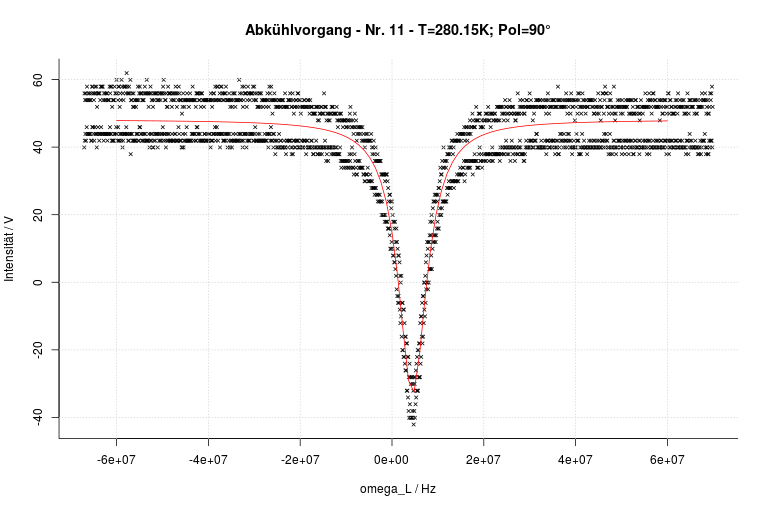 Abkühlvorgang - Nr. 11 - T=280.15K; Pol=90°
Intensität / V
60
40
20
0
-20
-40
-6e+07 -4e+07 -2e+07 0e+00 2e+07 4e+07 6e+07
omega_L / Hz